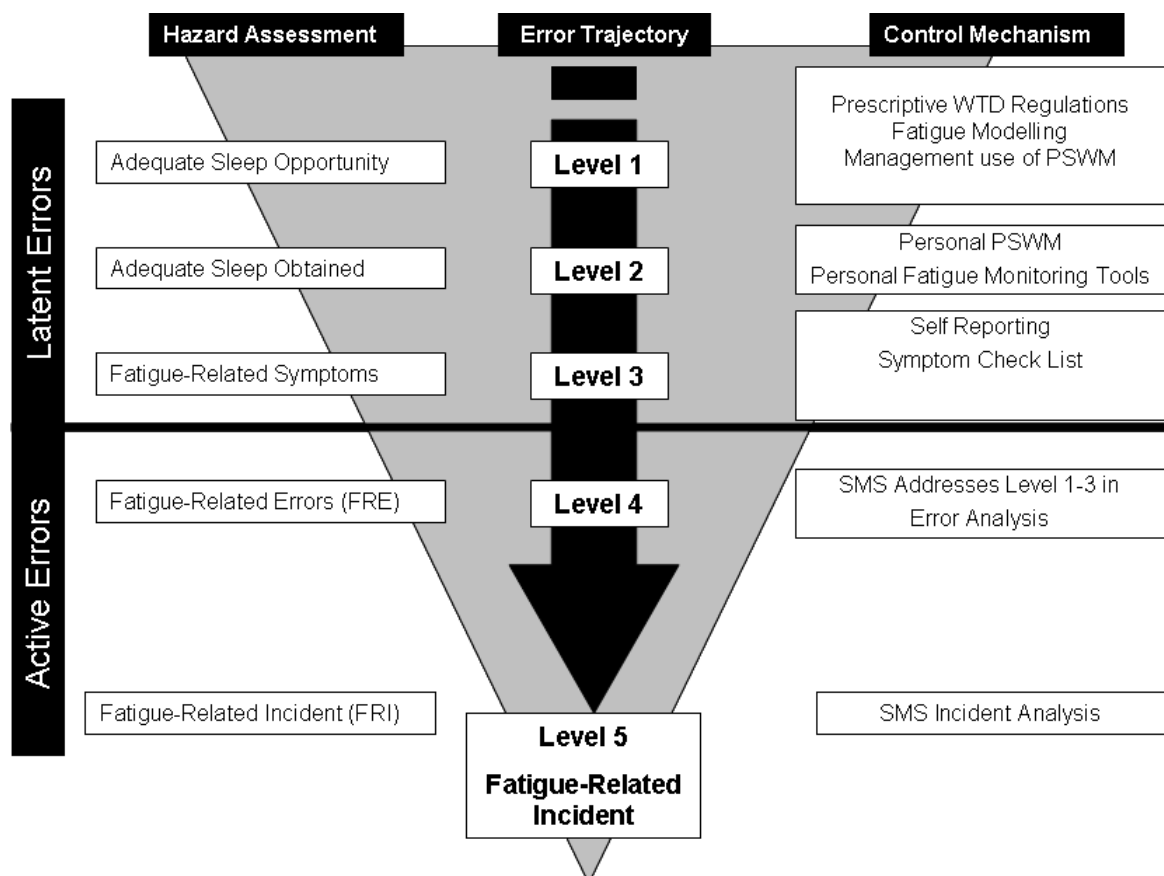 Hazard Assessment
Error Trajectory
Control Mechanism
Latent Errors
Adequate Sleep Opportunity
Level 1
Prescriptive WTD Regulations
Fatigue Modelling
Management use of PSWM
Adequate Sleep Obtained
Level 2
Personal PSWM
Personal Fatigue Monitoring Tools
Fatigue-Related Symptoms
Level 3
Self Reporting
Symptom Check List
Active Errors
Fatigue-Related Errors (FRE)
Level 4
SMS Addresses Level 1-3 in
Error Analysis
Fatigue-Related Incident (FRI)
Level 5
Fatigue-Related
Incident
SMS Incident Analysis